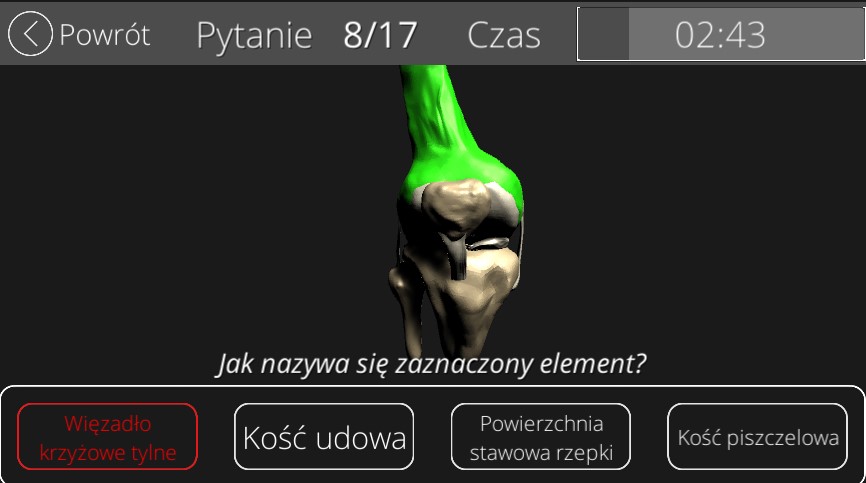 Powrót Pytanie 8/17 Czas 02:43
Jak nazywa się zaznaczony element?
Więzadło
krzyżowe tylne
Kość udowa
Powierzchnia
stawowa rzepki
Kość piszczelowa